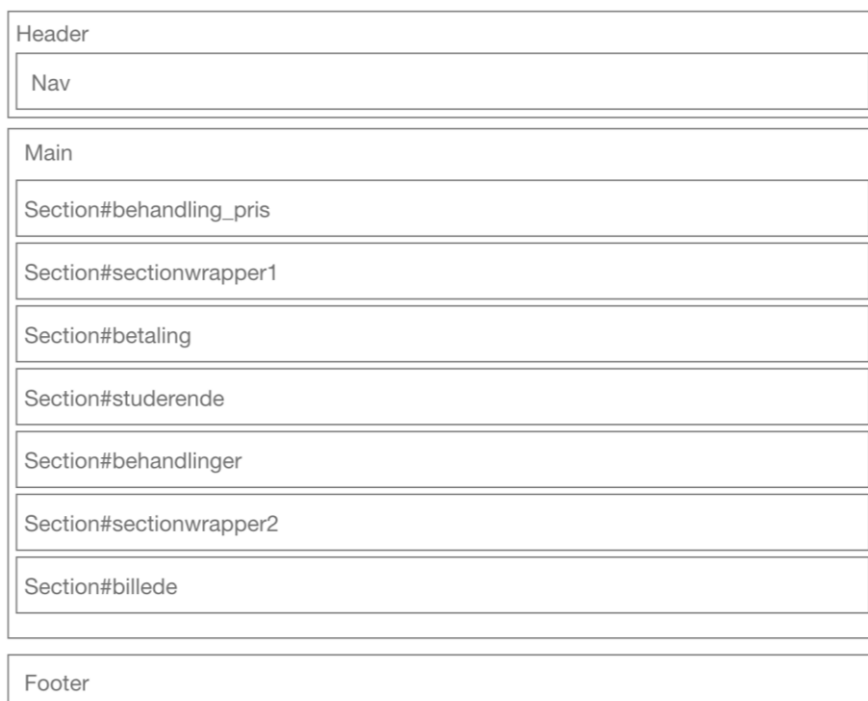 Header
Nav
Main
Section#behandling_pris
Section#sectionwrapper1
Section#betaling
Section#studerende
Section#behandlinger
Section#sectionwrapper2
Section#billede
Footer